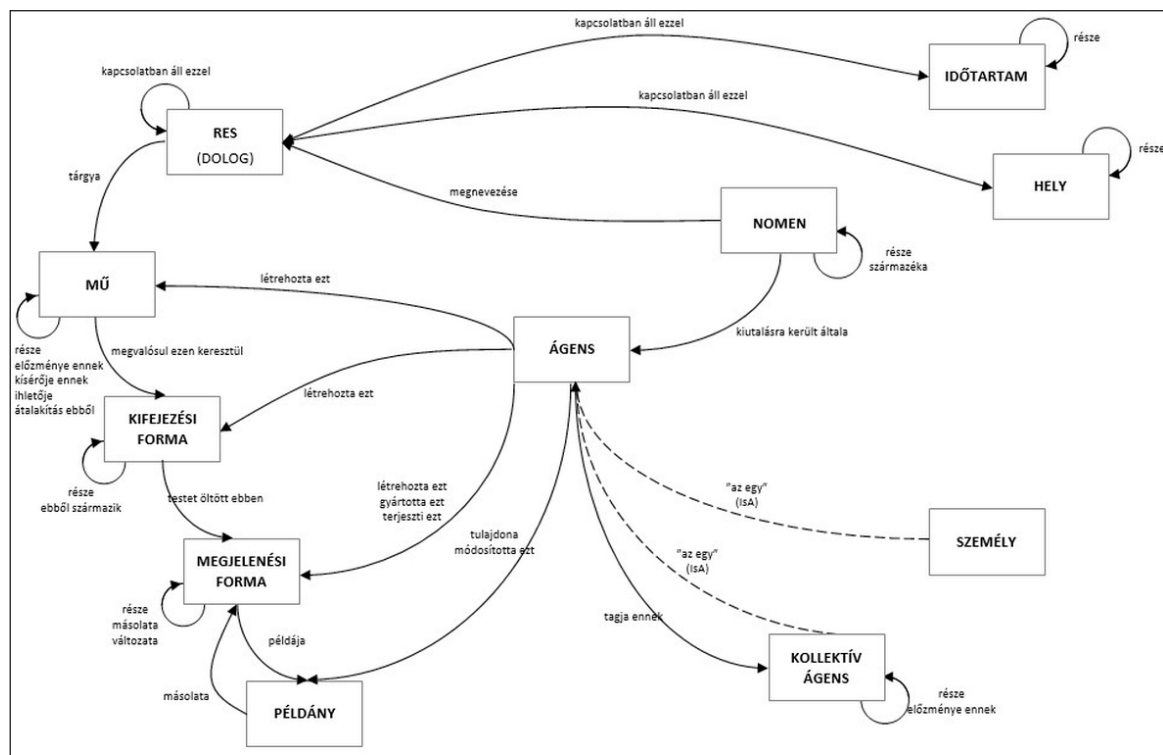 kapcsolatban áll ezzel
része
IDŐTARTAM
kapcsolatban áll ezzel
RES
(DOLOG)
kapcsolatban áll ezzel
része
HELY
tárgya
megnevezése
NOMEN
része
származéka
MŰ
létrehozta ezt
kiutalásra került általa
ÁGENS
része
előzménye ennek
kísérője ennek
ihletője
átalakítás ebből
megvalósul ezen keresztül
létrehozta ezt
KIFEJEZÉSI
FORMA
része
ebből származik
testet öltött ebben
létrehozta ezt
gyártotta ezt
terjeszti ezt
tulajdona
módosította ezt
"az egy"
(IsA)
SZEMÉLY
"az egy"
(IsA)
MEGJELENÉSI
FORMA
része
másolata
változata
példája
tagja ennek
KOLLEKTÍV
ÁGENS
része
előzménye ennek
másolata
PÉLDÁNY